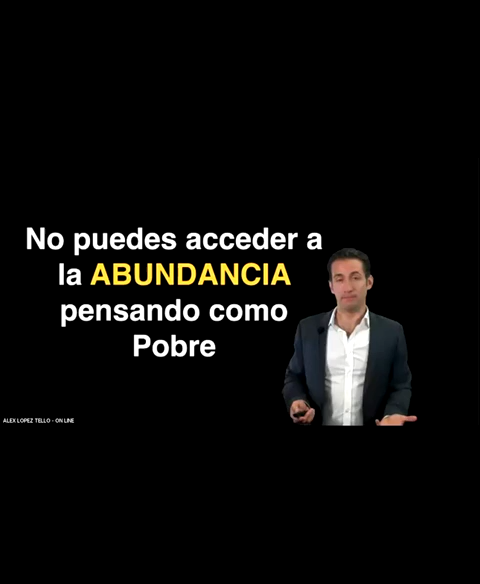 No puedes acceder a
la ABUNDANCIA
pensando como
Pobre
ALEX LOPEZ TELLO - ON LINE